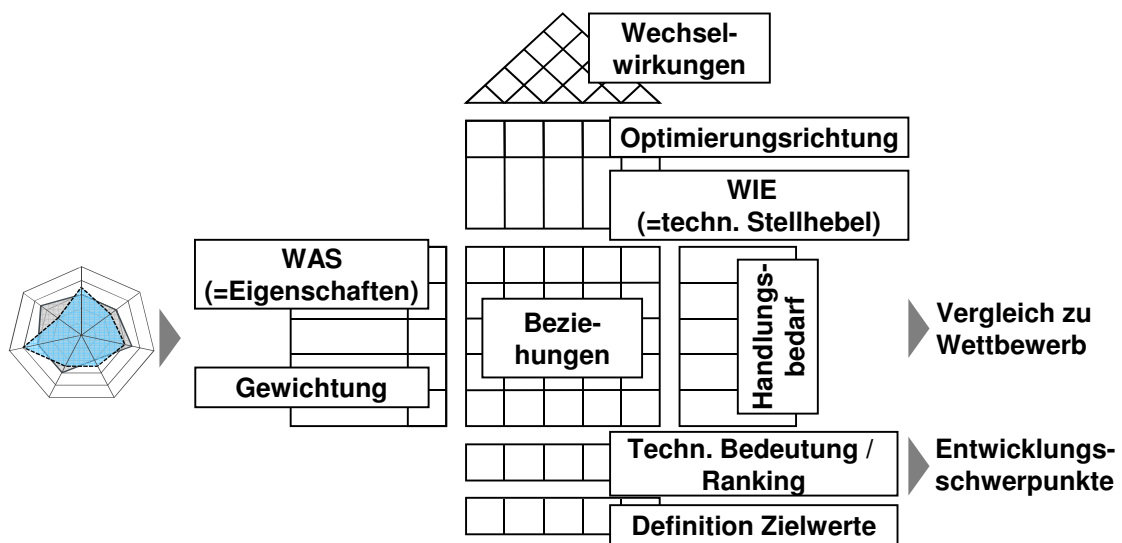 Wechsel-
wirkungen
Optimierungsrichtung
WIE
(=techn. Stellhebel)
WAS
(=Eigenschaften)
Bezie-
hungen
Handlungs-
bedarf
Vergleich zu
Wettbewerb
Gewichtung
Techn. Bedeutung /
Ranking
Entwicklungs-
schwerpunkte
Definition Zielwerte